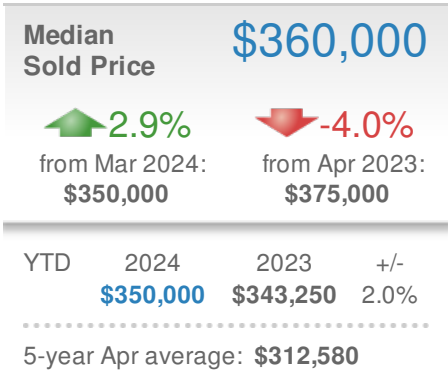 Median $360,000
Sold Price
2.9% -4.0%
from Mar 2024: from Apr 2023:
$350,000 $375,000
YTD 2024 2023 +/-
$350,000 $343,250 2.0%
5-year Apr average: $312,580